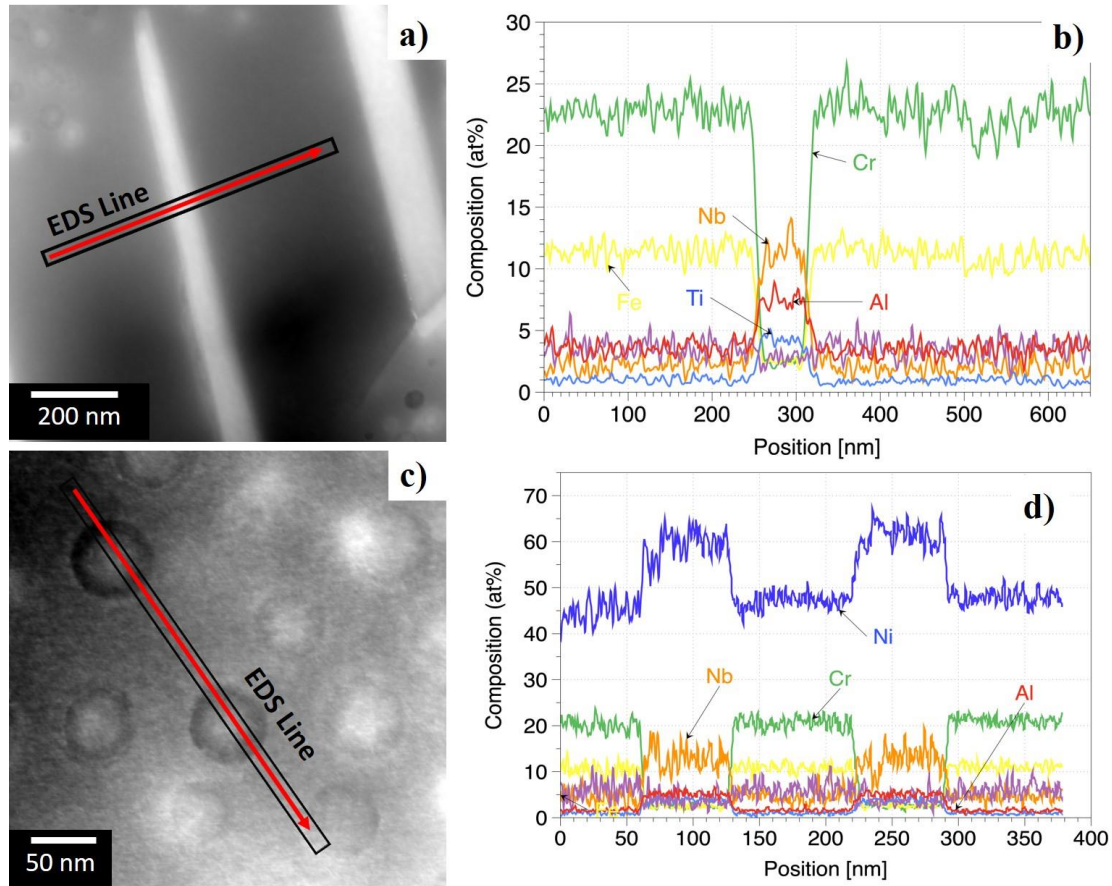 a)
EDS Line
200 nm
b)
30
25
20
15
10
5
0
Composition (at%)
Cr
Nb
Fe
Ti
Al
0 100 200 300 400 500 600
Position [nm]
c)
EDS Line
50 nm
d)
70
60
50
40
30
20
10
0
Composition (at%)
Ni
Nb
Cr
Al
0 50 100 150 200 250 300 350 400
Position [nm]